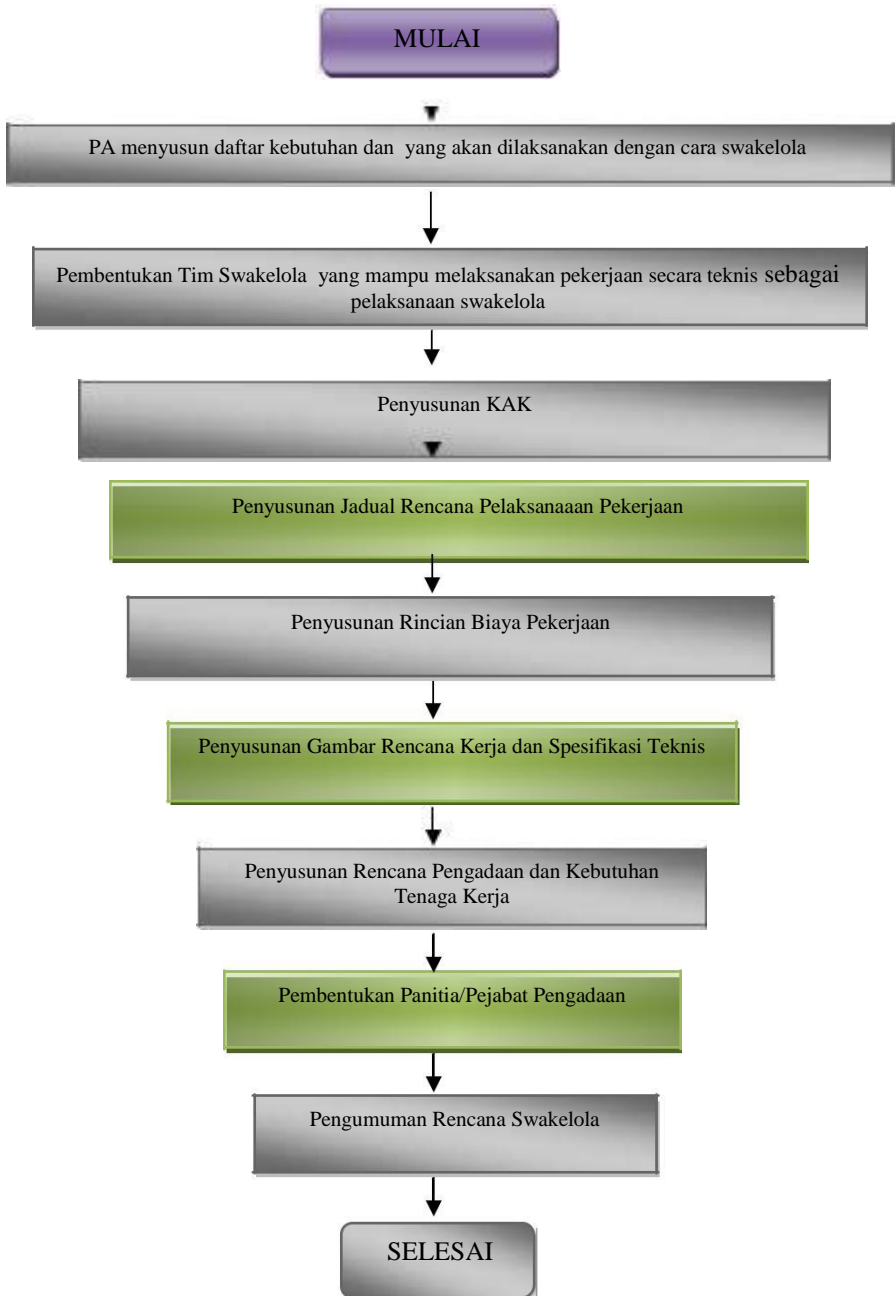 MULAI
PA menyusun daftar kebutuhan dan  yang akan dilaksanakan dengan cara swakelola
Pembentukan Tim Swakelola  yang mampu melaksanakan pekerjaan secara teknis sebagai
pelaksanaan swakelola
Penyusunan KAK
Penyusunan Jadual Rencana Pelaksanaaan Pekerjaan
Penyusunan Rincian Biaya Pekerjaan
Penyusunan Gambar Rencana Kerja dan Spesifikasi Teknis
Penyusunan Rencana Pengadaan dan Kebutuhan
Tenaga Kerja
Pembentukan Panitia/Pejabat Pengadaan
Pengumuman Rencana Swakelola
SELESAI